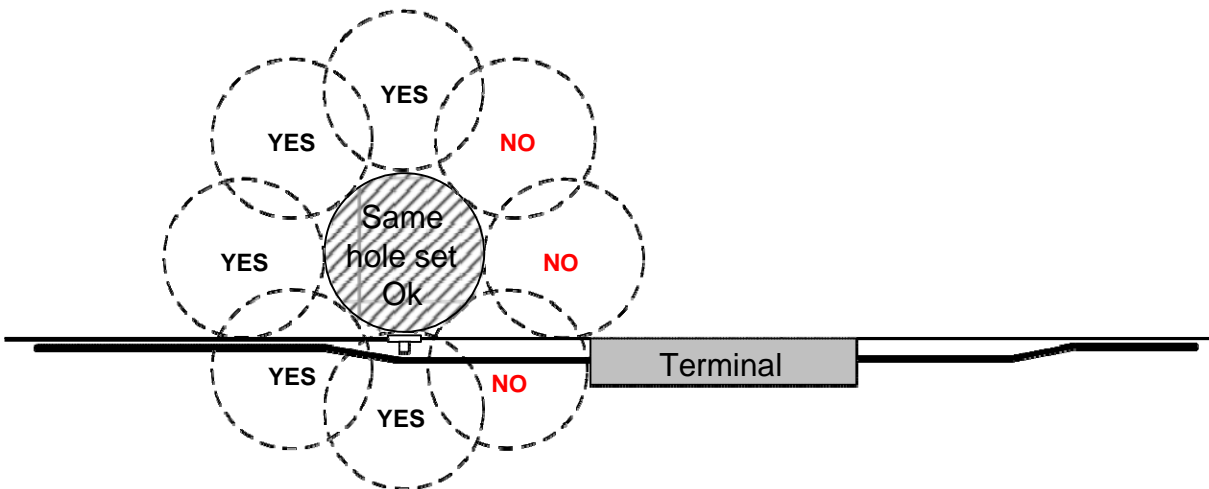 YES
YES
NO
Same
hole set
Ok
YES
NO
Terminal
YES
NO
YES